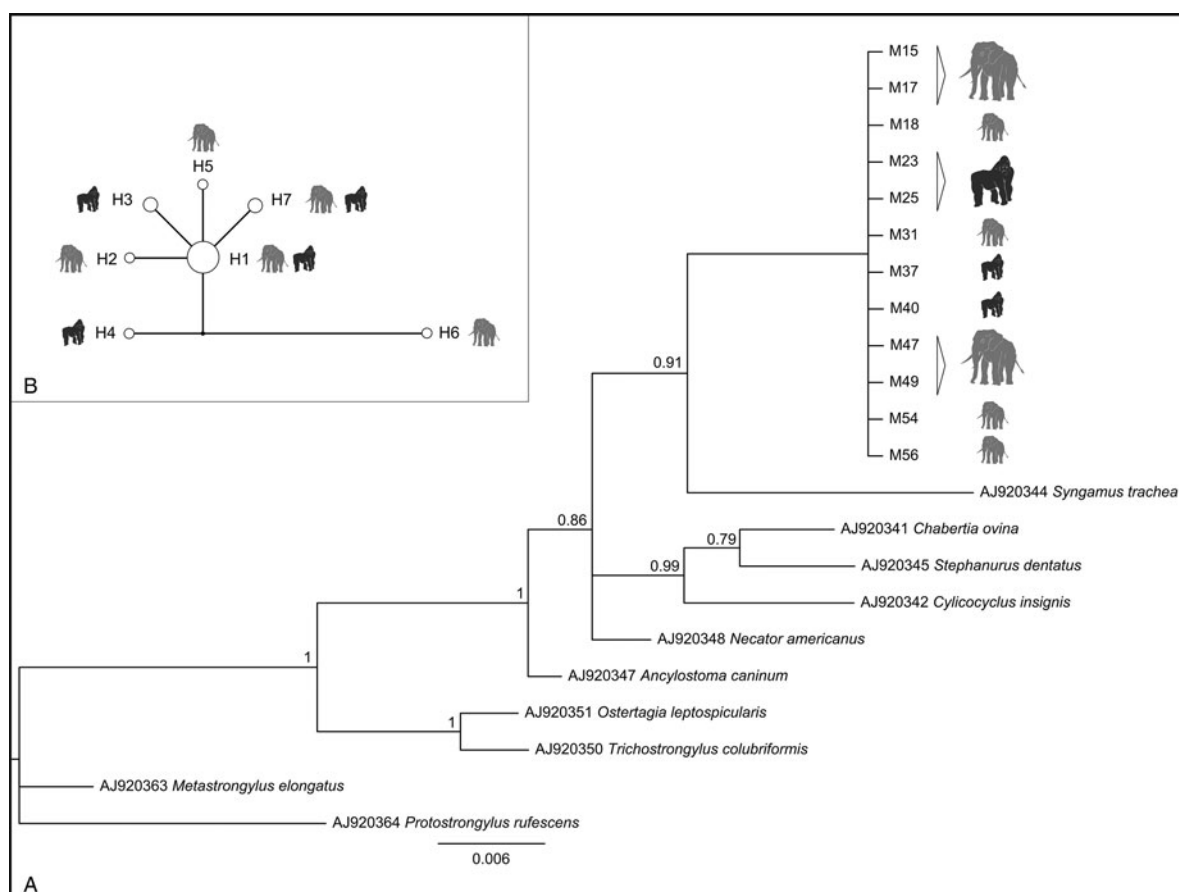 H5
H3
H7
H2
H1
H4
H6
B
M15
M17
M18
M23
M25
M31
M37
M40
M47
M49
M54
M56
0.91
AJ920344 Syngamus trachea
0.86
AJ920341 Chabertia ovina
0.79
AJ920345 Stephanurus dentatus
0.99
AJ920342 Cylicocyclus insignis
1
AJ920348 Necator americanus
1
AJ920347 Ancylostoma caninum
AJ920351 Ostertagia leptospicularis
1
AJ920350 Trichostrongylus colubriformis
AJ920363 Metastrongylus elongatus
AJ920364 Protostrongylus rufescens
0.006
A